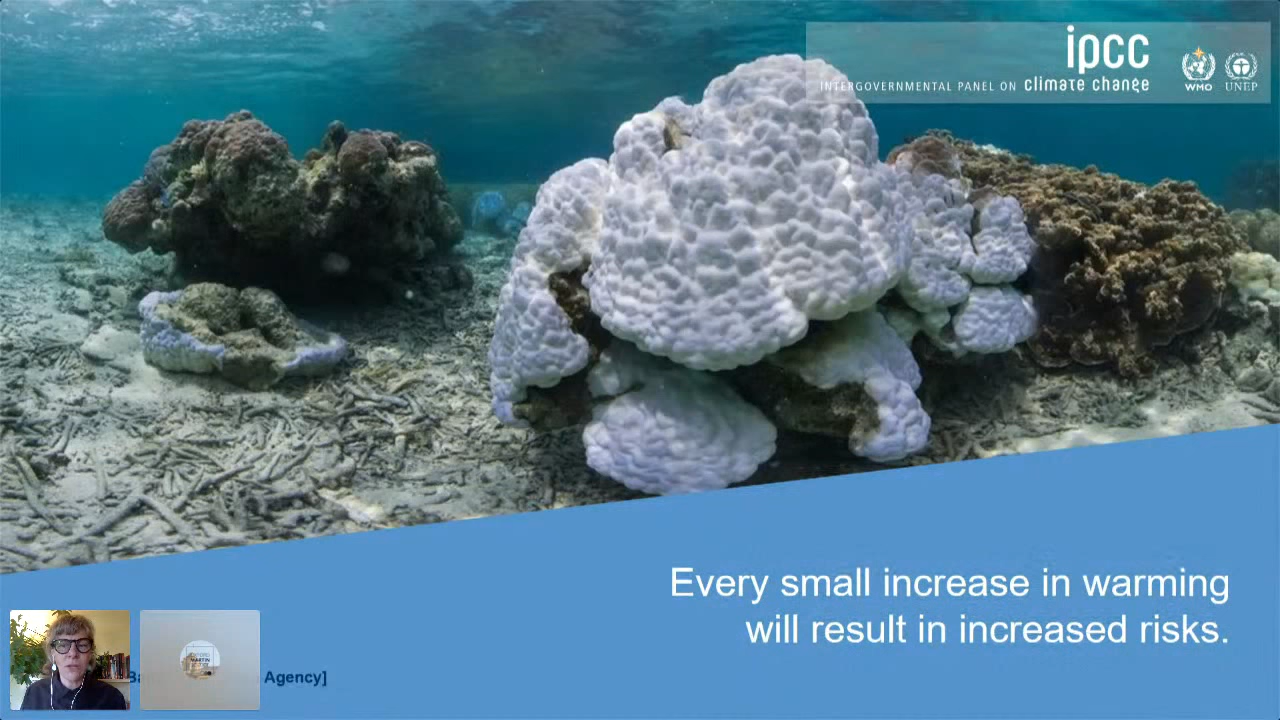 ipcc
INTERGOVERNMENTAL PANEL ON climate change
WMO
UNEP
Every small increase in warming
will result in increased risks.
MARTIN
Agency]